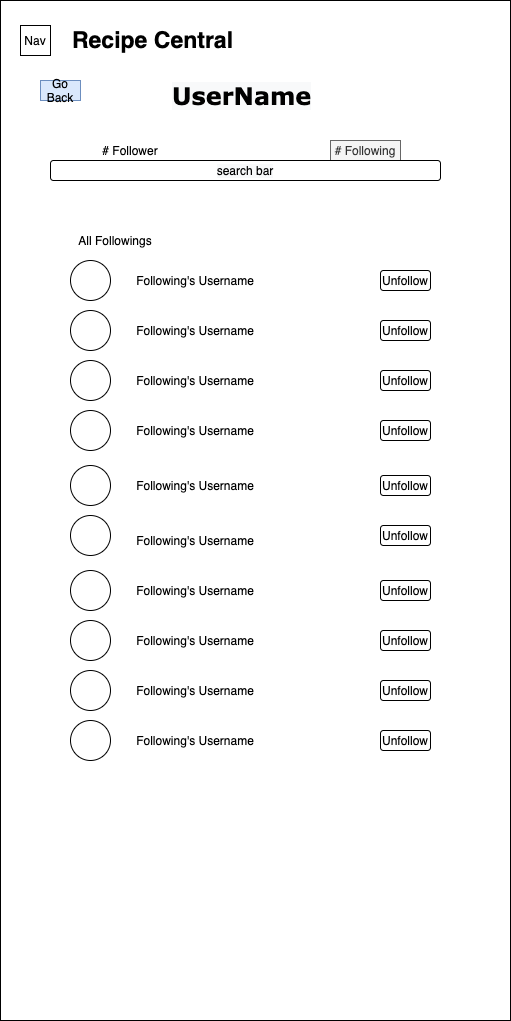 Nav
Recipe Central
Go
Back
UserName
# Follower
# Following
search bar
All Followings
Following's Username Unfollow
Following's Username Unfollow
Following's Username Unfollow
Following's Username Unfollow
Following's Username Unfollow
Following's Username Unfollow
Following's Username Unfollow
Following's Username Unfollow
Following's Username Unfollow
Following's Username Unfollow